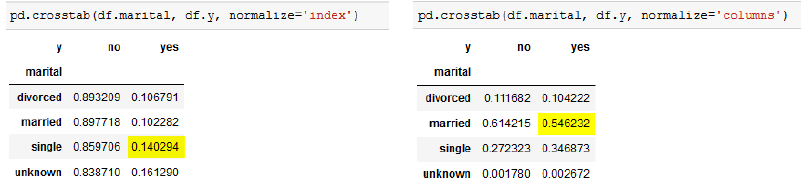 pd.crosstab(df.marital, df.y, normalize='index')
y no yes
marital
divorced 0.893209 0.106791
married 0.897718 0.102282
single 0.859706 0.140294
unknown 0.838710 0.161290
pd.crosstab(df.marital, df.y, normalize='columns')
y no yes
marital
divorced 0.111682 0.104222
married 0.614215 0.546232
single 0.272323 0.346873
unknown 0.001780 0.002672